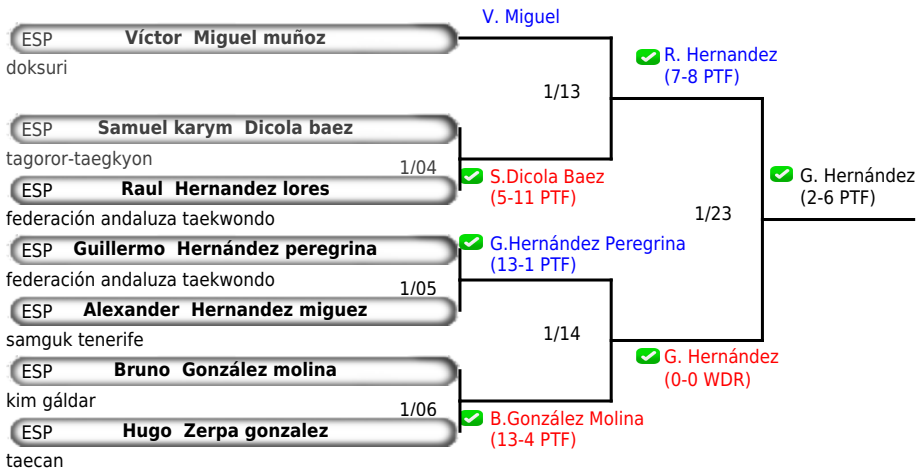 V. Miguel
ESP Víctor Miguel muñoz
doksuri
R. Hernandez
(7-8 PTF)
1/13
ESP Samuel karym Dicola baez
tagoror-taegkyon
1/04
S.Dicola Baez
(5-11 PTF)
ESP Raul Hernandez lores
federación andaluza taekwondo
G. Hernández
(2-6 PTF)
1/23
ESP Guillermo Hernández peregrina
federación andaluza taekwondo
G.Hernández Peregrina
(13-1 PTF)
1/05
ESP Alexander Hernandez miguez
samguk tenerife
1/14
G. Hernández
(0-0 WDR)
ESP Bruno González molina
kim gáldar
1/06
B.González Molina
(13-4 PTF)
ESP Hugo Zerpa gonzalez
taecan